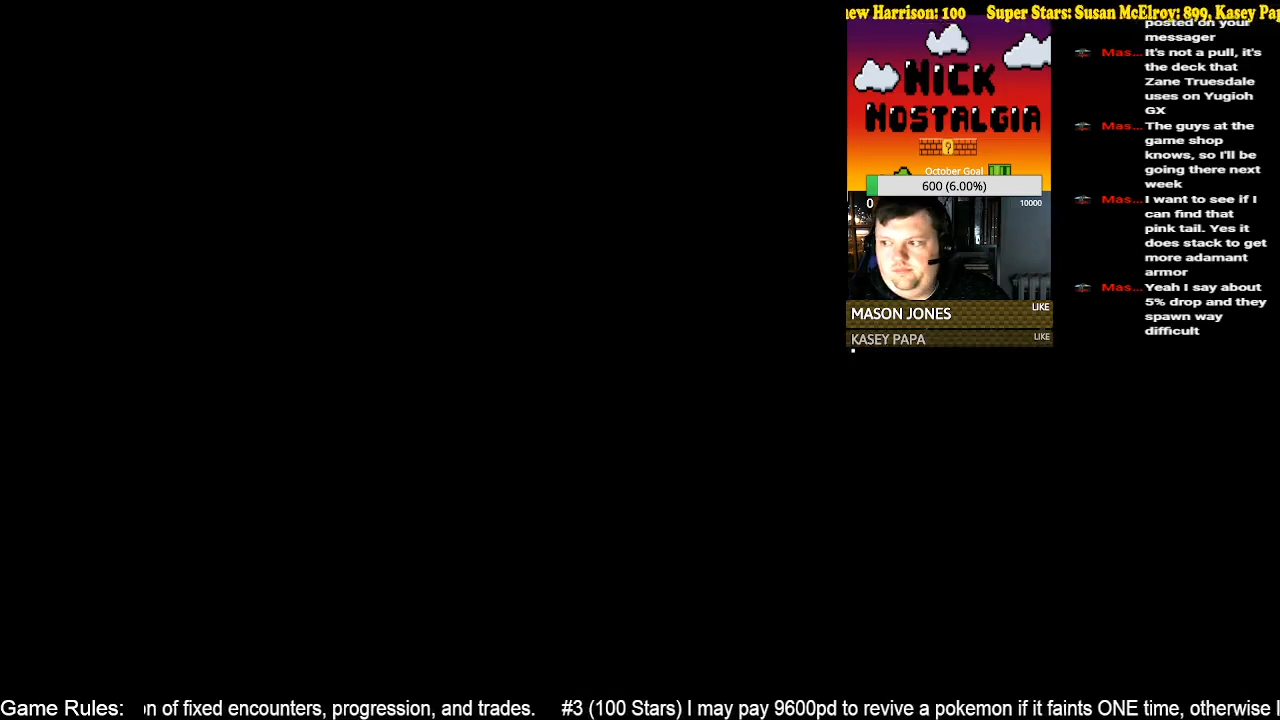 new Harrison: 100 Super Stars: Susan McElroy: 899, Kasey Pap
posted on your
messager
Mas... It's not a pull, it's
the deck that
Zane Truesdale
uses on Yugioh
GX
Mas... The guys at the
game shop
knows, so I'll be
going there next
week
Mas... I want to see if I
can find that
pink tail. Yes it
does stack to get
more adamant
armor
Mas... Yeah I say about
5% drop and they
spawn way
difficult
NICK
NOSTALGIA
?
October Goal
600 (6.00%)
0 10000
MASON JONES LIKE
KASEY PAPA LIKE
Game Rules: on of fixed encounters, progression, and trades. #3 (100 Stars) I may pay 9600pd to revive a pokemon if it faints ONE time, otherwise i